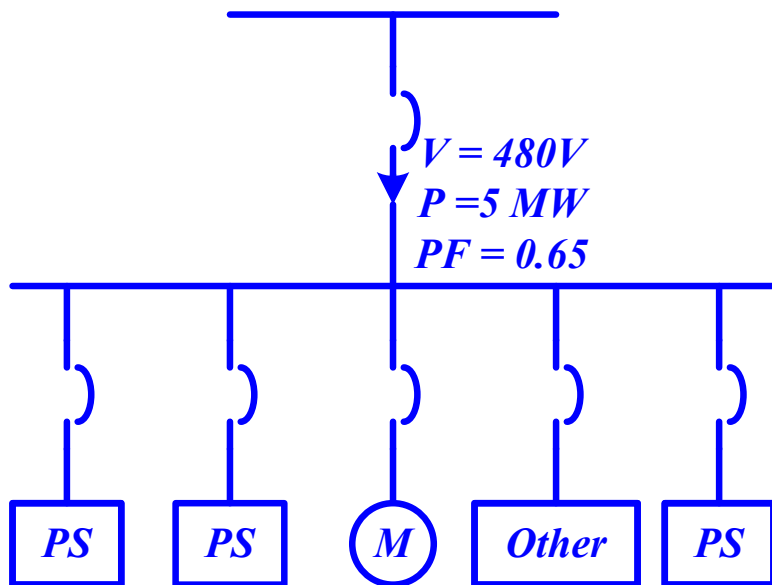 V = 480V
P =5 MW
PF = 0.65
PS
PS
M
Other
PS